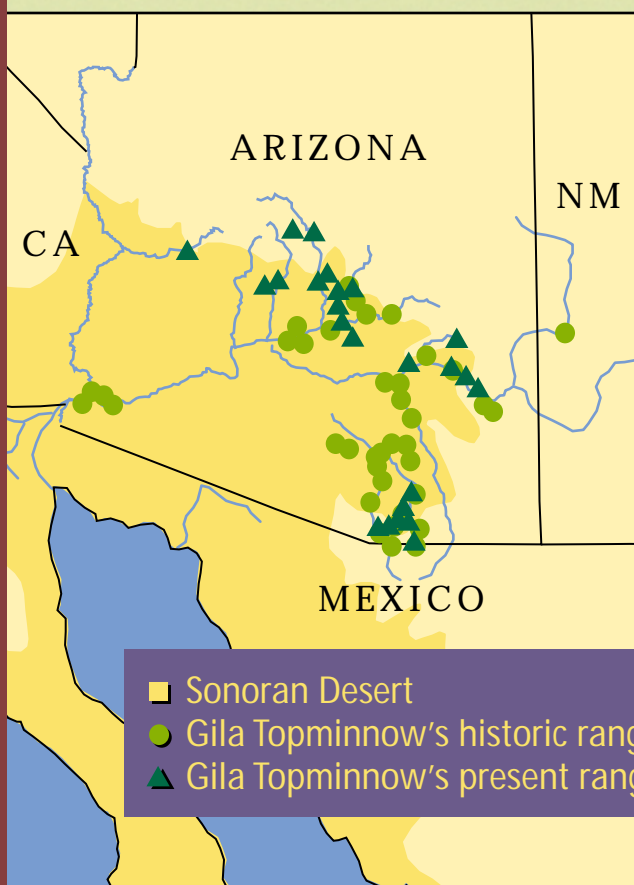 ARIZONA
NM
CA
MEXICO
Sonoran Desert
Gila Topminnow's historic rang
Gila Topminnow's present rang